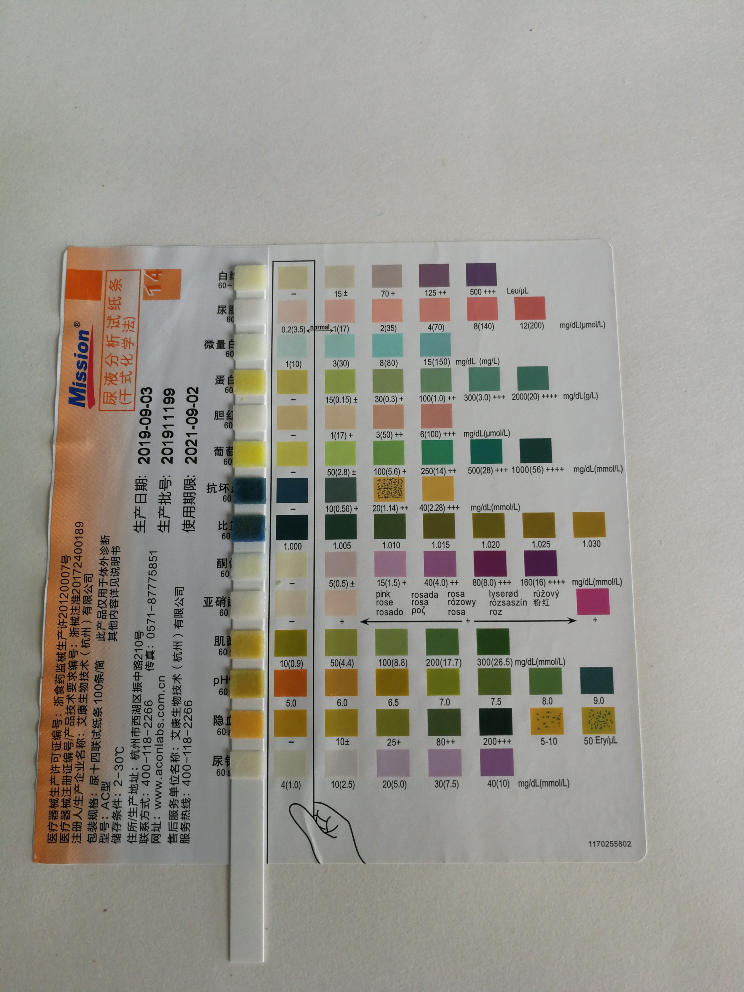 Mission®
尿液分析试纸条
(干式化学法)
14
生产日期: 2019-09-03
生产批号: 201911199
使用期限: 2021-09-02
医疗器械生产许可证编号: 浙食药监械生产许20120007号
医疗器械注册证编号/产品技术要求编号: 浙械注准20172400189
注册人/生产企业名称: 艾康生物技术(杭州)有限公司
包装规格: 尿十四联试纸条 100条/筒
此产品仅用于体外诊断
型号: AC型
其他内容详见说明书
储存条件: 2-30℃
住所/生产地址: 杭州市西湖区振中路210号
联系方式: 400-118-2266 传真: 0571-87775851
网址: www.aconlabs.com.cn
售后服务单位名称: 艾康生物技术(杭州)有限公司
服务热线: 400-118-2266
白
60
- 15 ± 70 + 125 ++ 500 +++ Leu/μL
尿
60
0.2(3.5) normal 1(17) 2(35) 4(70) 8(140) 12(200) mg/dL(μmol/L)
微量白
60
1(10) 3(30) 8(80) 15(150) mg/dL (mg/L)
蛋白
60
- 15(0.15) ± 30(0.3) + 100(1.0) ++ 300(3.0) +++ 2000(20) ++++ mg/dL(g/L)
胆红
60
- 1(17) + 3(50) ++ 6(100) +++ mg/dL(μmol/L)
葡萄
60
- 50(2.8) ± 100(5.6) + 250(14) ++ 500(28) +++ 1000(56) ++++ mg/dL(mmol/L)
抗坏
60
- 10(0.56) + 20(1.14) ++ 40(2.28) +++ mg/dL(mmol/L)
比
60
1.000 1.005 1.010 1.015 1.020 1.025 1.030
酮
60
- 5(0.5) ± 15(1.5) + 40(4.0) ++ 80(8.0) +++ 160(16) ++++ mg/dL(mmol/L)
亚硝
60
pink rosada rosa lyserød růžový
rose rosa rózowy rózsaszín 粉红
rosado ροζ rosa roz
- + + +
肌
60
10(0.9) 50(4.4) 100(8.8) 200(17.7) 300(26.5) mg/dL(mmol/L)
pH
60
5.0 6.0 6.5 7.0 7.5 8.0 9.0
隐血
60
- 10± 25+ 80++ 200+++ 5-10 50 Ery/μL
尿
60
4(1.0) 10(2.5) 20(5.0) 30(7.5) 40(10) mg/dL(mmol/L)
1170255802